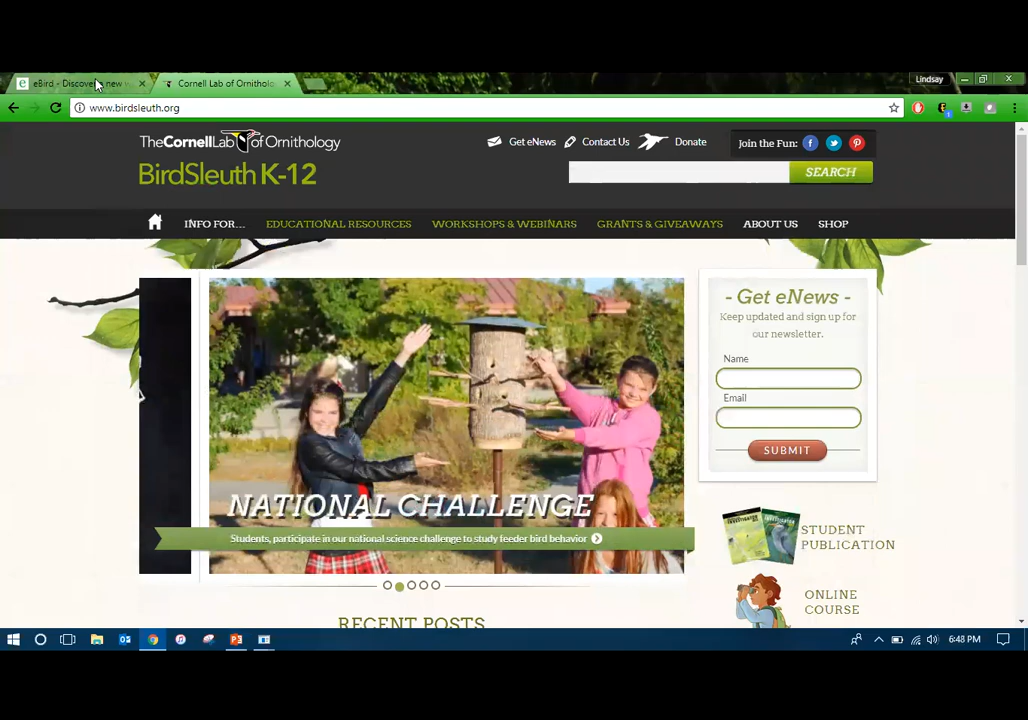 eBird - Discover a new w
Cornell Lab of Ornitholo
Lindsay
www.birdsleuth.org
TheCornellLab of Ornithology
BirdSleuth K-12
Get eNews
Contact Us
Donate
Join the Fun:
SEARCH
INFO FOR...
EDUCATIONAL RESOURCES
WORKSHOPS & WEBINARS
GRANTS & GIVEAWAYS
ABOUT US
SHOP
NATIONAL CHALLENGE
Students, participate in our national science challenge to study feeder bird behavior
- Get eNews -
Keep updated and sign up for
our newsletter.
Name
Email
SUBMIT
STUDENT
PUBLICATION
ONLINE
COURSE
RECENT POSTS
6:48 PM